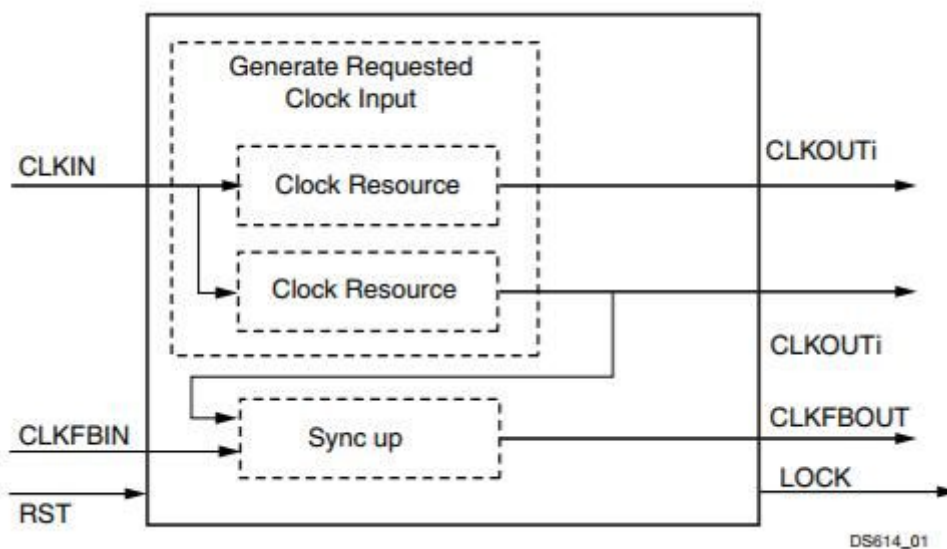 Generate Requested
Clock Input
CLKIN
Clock Resource
CLKOUTi
Clock Resource
CLKOUTi
CLKFBIN
Sync up
CLKFBOUT
RST
LOCK
DS614_01